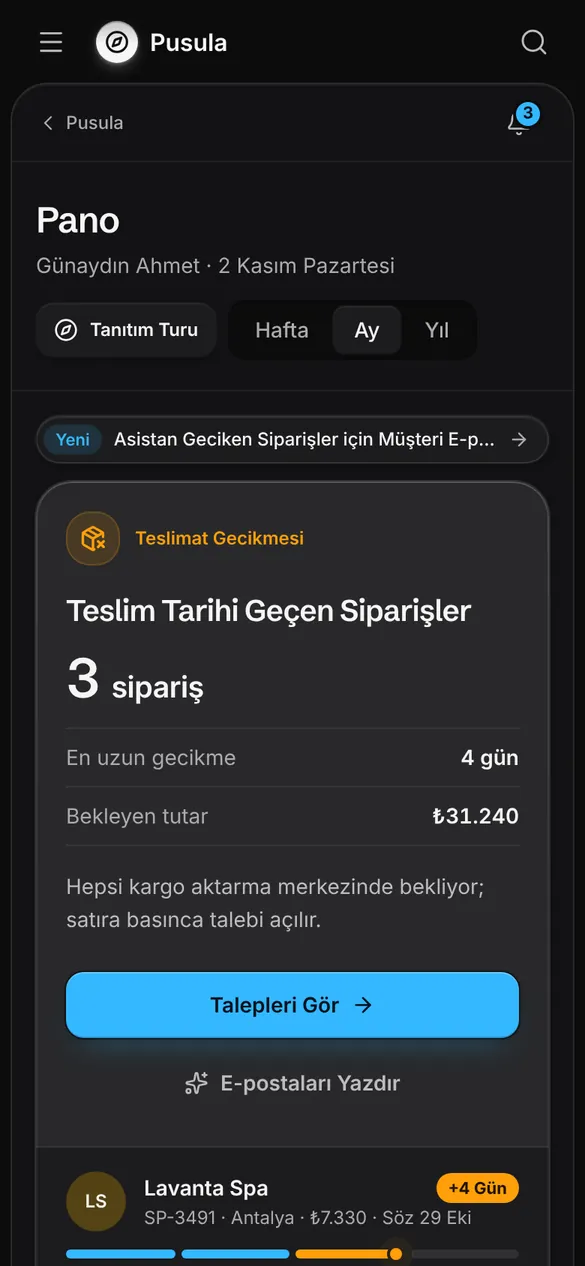 Pusula
Pusula
3
Pano
Günaydın Ahmet · 2 Kasım Pazartesi
Tanıtım Turu
Hafta
Ay
Yıl
Yeni
Asistan Geciken Siparişler için Müşteri E-p...
Teslimat Gecikmesi
Teslim Tarihi Geçen Siparişler
3 sipariş
En uzun gecikme
4 gün
Bekleyen tutar
₺31.240
Hepsi kargo aktarma merkezinde bekliyor;
satıra basınca talebi açılır.
Talepleri Gör
E-postaları Yazdır
LS
Lavanta Spa
+4 Gün
SP-3491 · Antalya · ₺7.330 · Söz 29 Eki